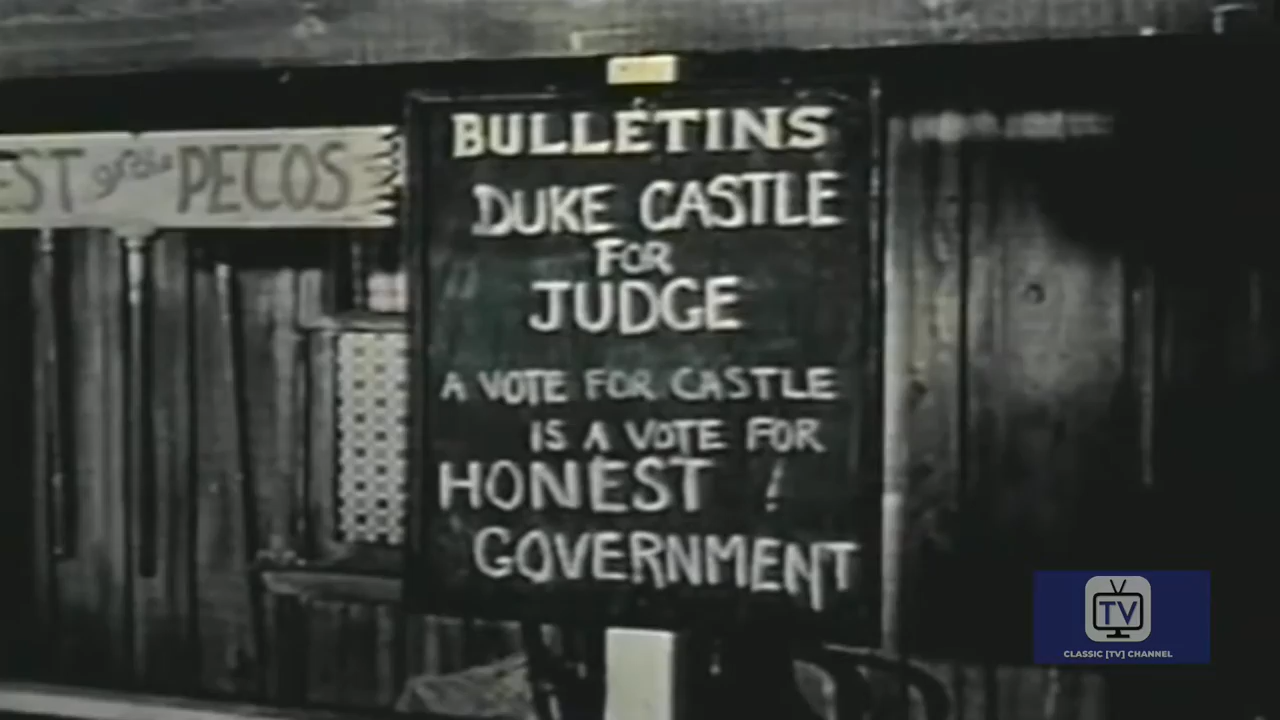 EST of the PECOS
BULLETINS
DUKE CASTLE
FOR
JUDGE
A VOTE FOR CASTLE
IS A VOTE FOR
HONEST !
GOVERNMENT
TV
CLASSIC [TV] CHANNEL